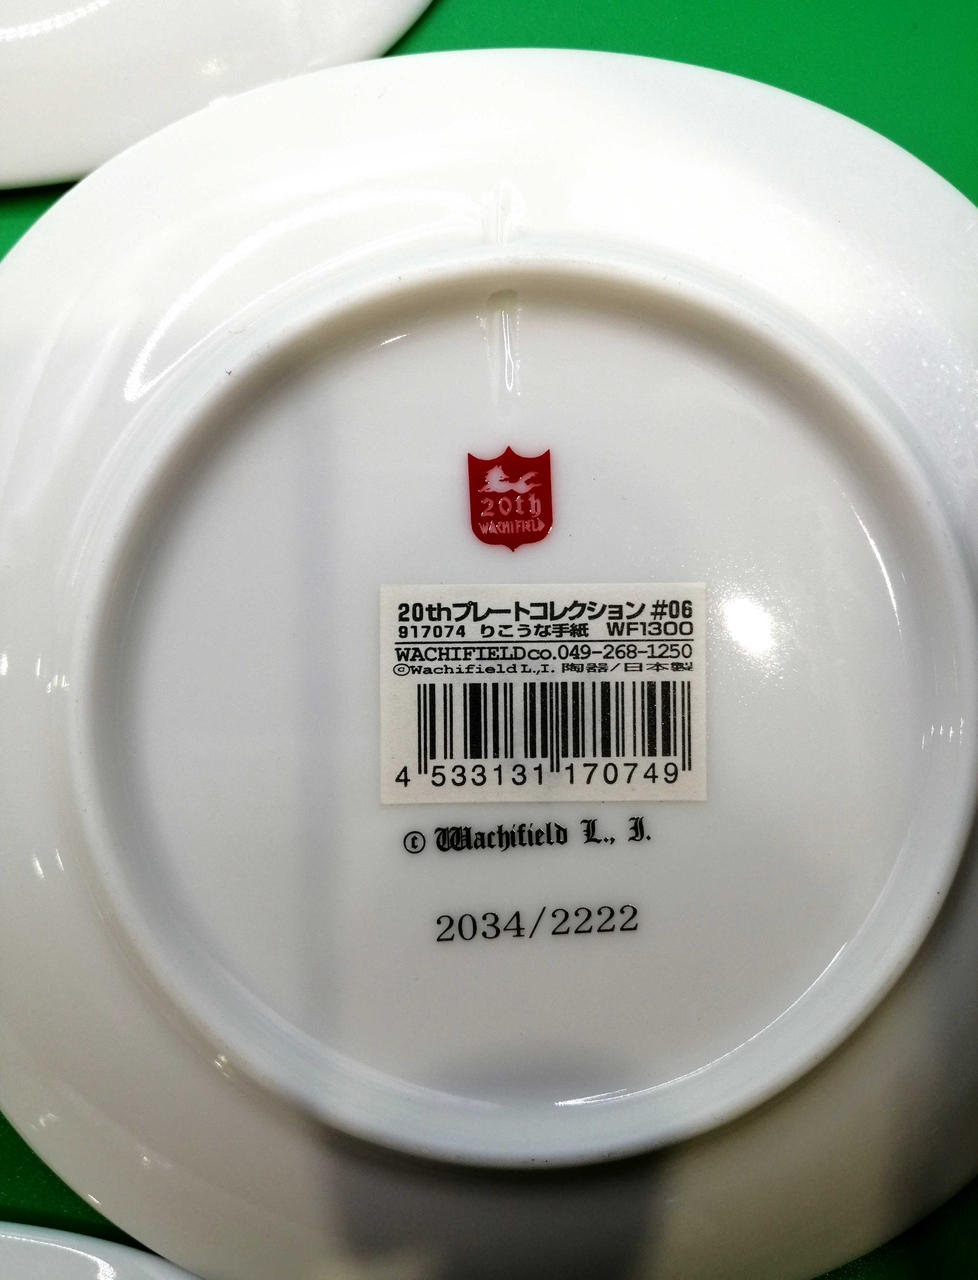 20th
WACHIFIELD
20thプレートコレクション #06
917074 りこうな手紙 WF1300
WACHIFIELDco.049-268-1250
©Wachifield L.,I. 陶器/日本製
4 533131 170749
© Wachifield L., I.
2034/2222